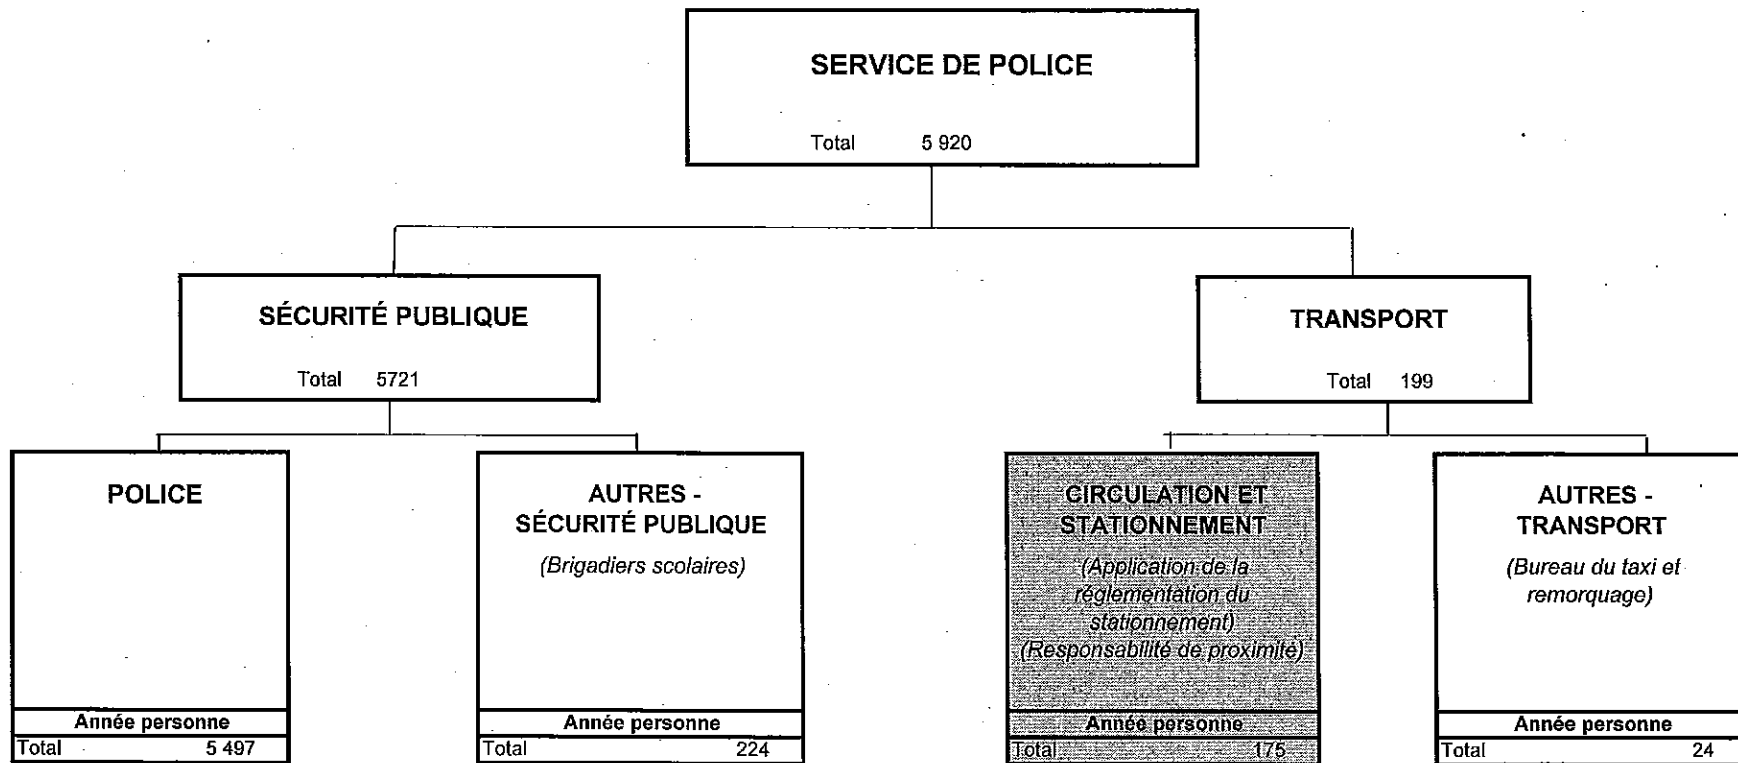 SERVICE DE POLICE
Total 5 920
SÉCURITÉ PUBLIQUE
Total 5721
TRANSPORT
Total 199
POLICE
Année personne
Total 5 497
AUTRES -
SÉCURITÉ PUBLIQUE
(Brigadiers scolaires)
Année personne
Total 224
CIRCULATION ET
STATIONNEMENT
(Application de la
réglementation du
stationnement)
(Responsabilité de proximité)
Année personne
Total 175
AUTRES -
TRANSPORT
(Bureau du taxi et
remorquage)
Année personne
Total 24